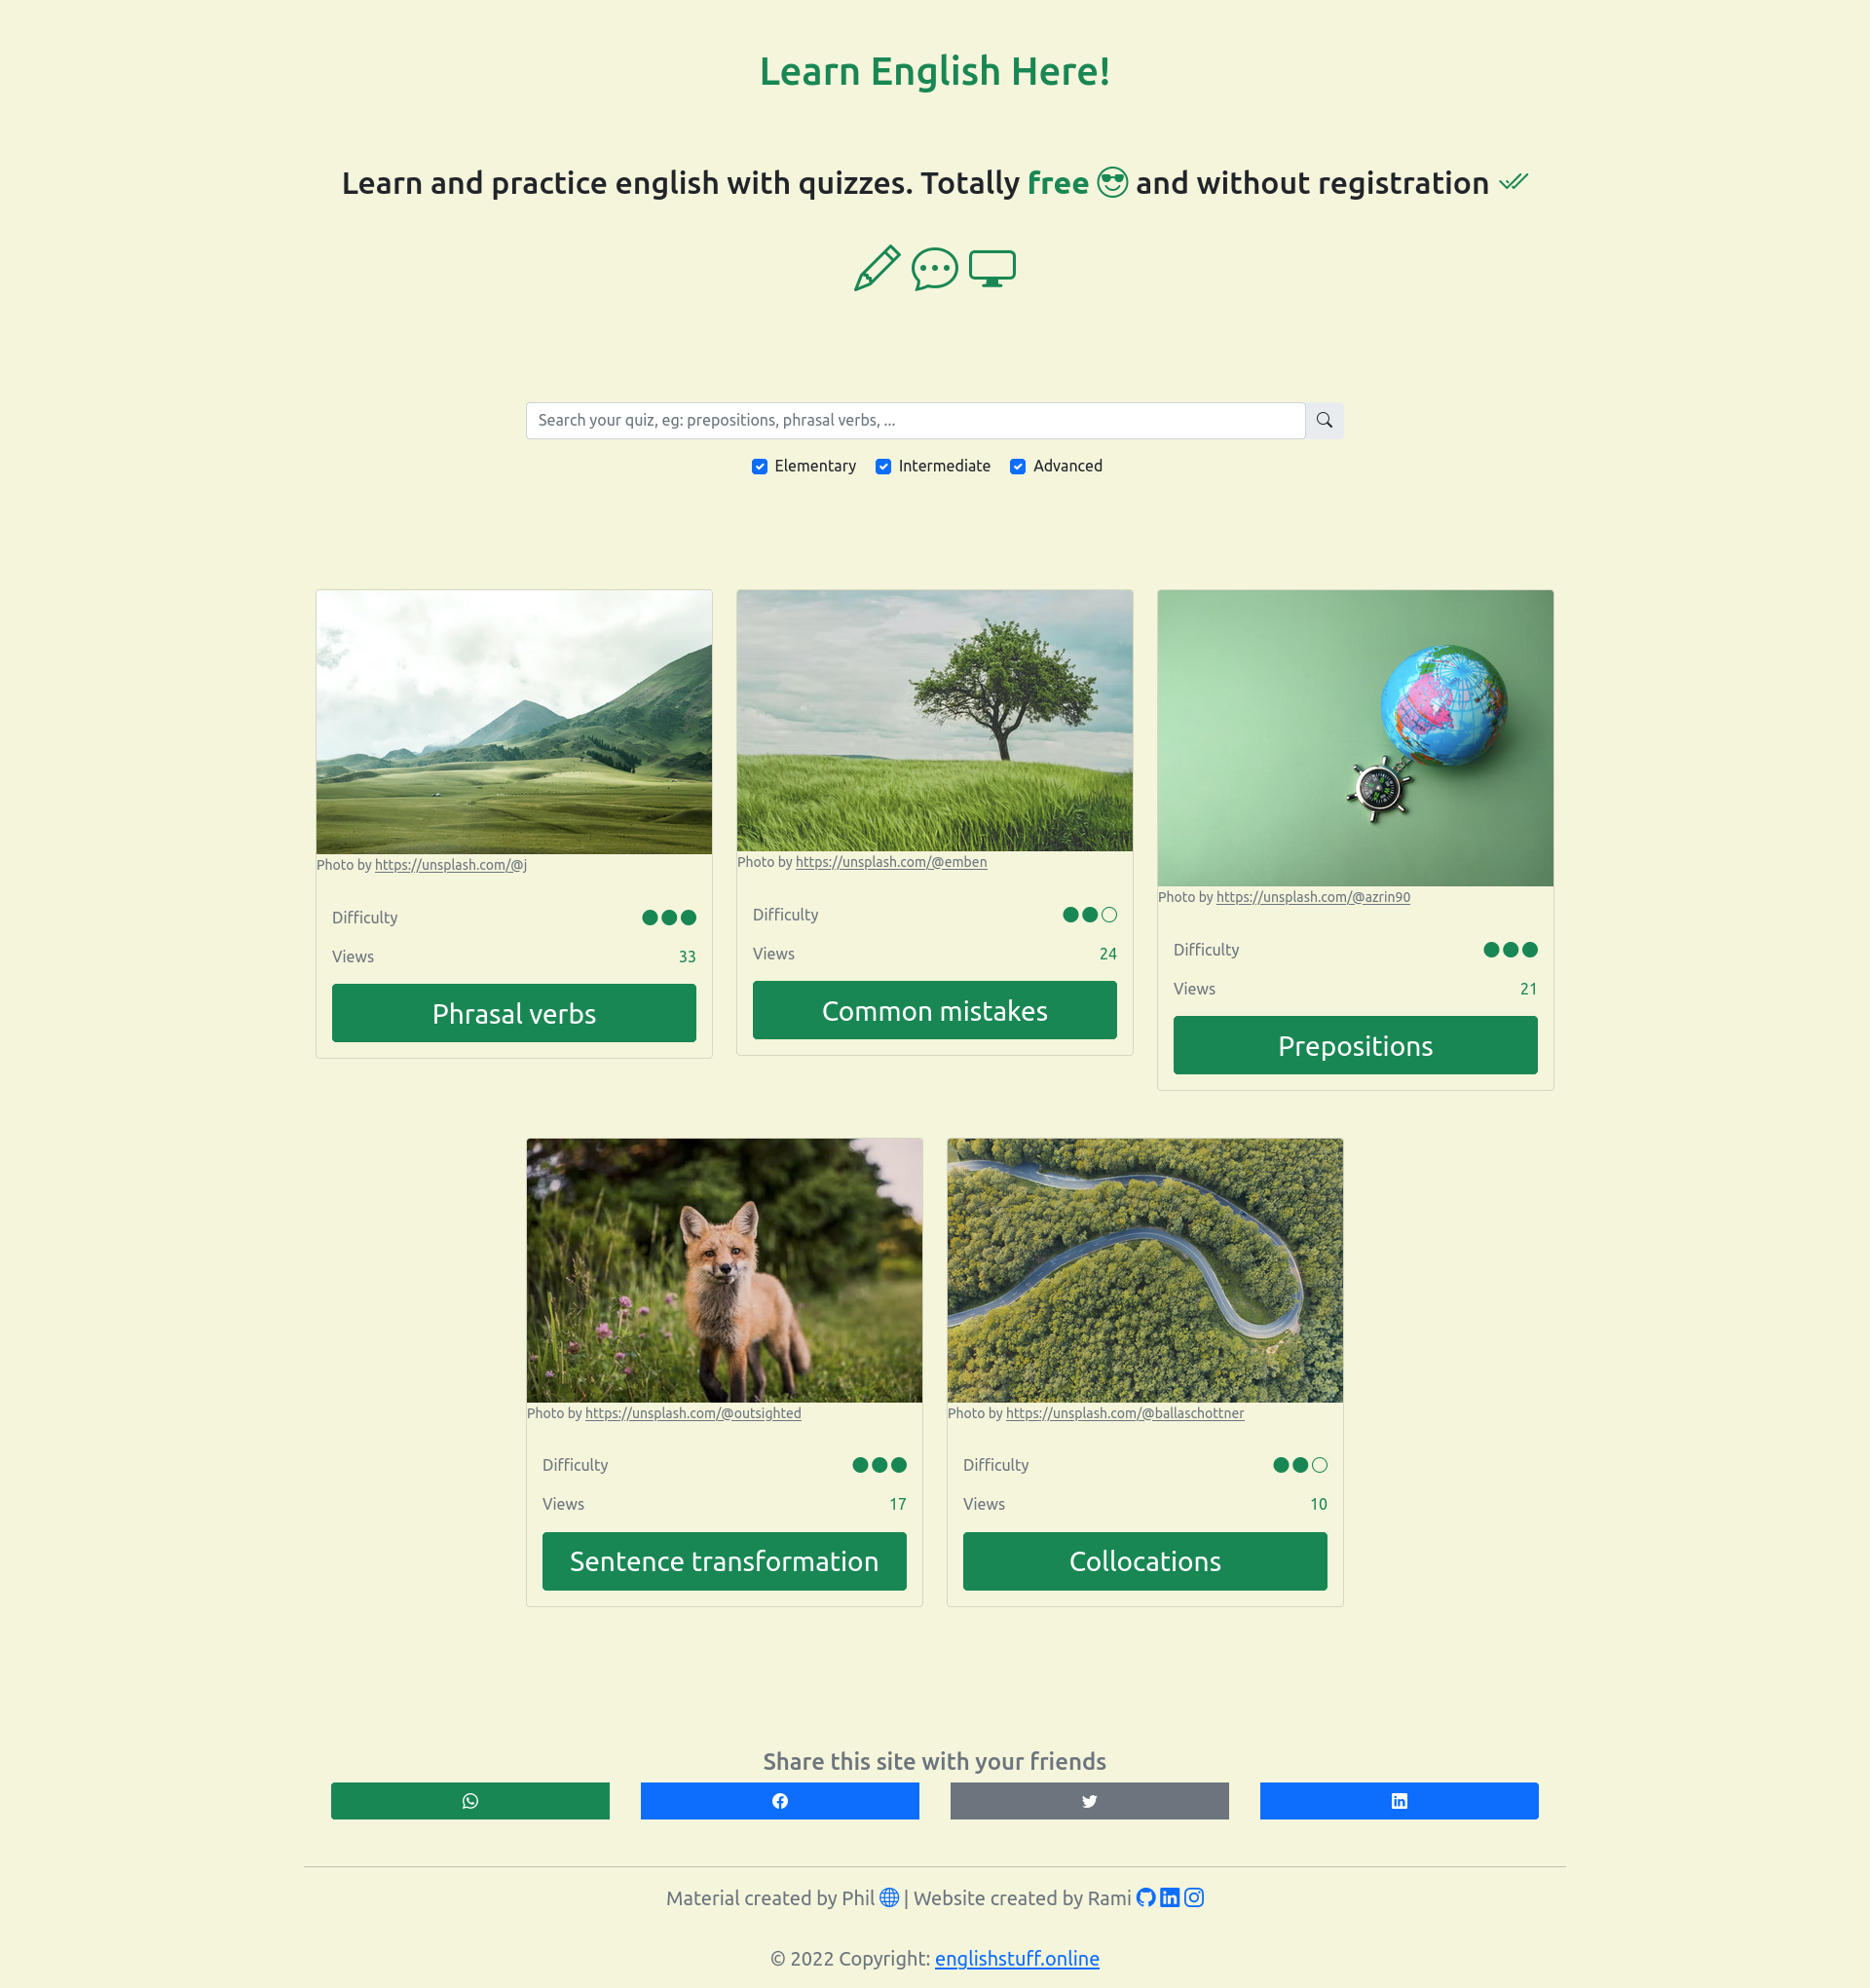 Learn English Here!
Learn and practice english with quizzes. Totally free and without registration
Search your quiz, eg: prepositions, phrasal verbs, ...
Elementary Intermediate Advanced
Photo by https://unsplash.com/@j
Difficulty
Views 33
Phrasal verbs
Photo by https://unsplash.com/@emben
Difficulty
Views 24
Common mistakes
Photo by https://unsplash.com/@azrin90
Difficulty
Views 21
Prepositions
Photo by https://unsplash.com/@outsighted
Difficulty
Views 17
Sentence transformation
Photo by https://unsplash.com/@ballaschottner
Difficulty
Views 10
Collocations
Share this site with your friends
Material created by Phil | Website created by Rami
© 2022 Copyright: englishstuff.online